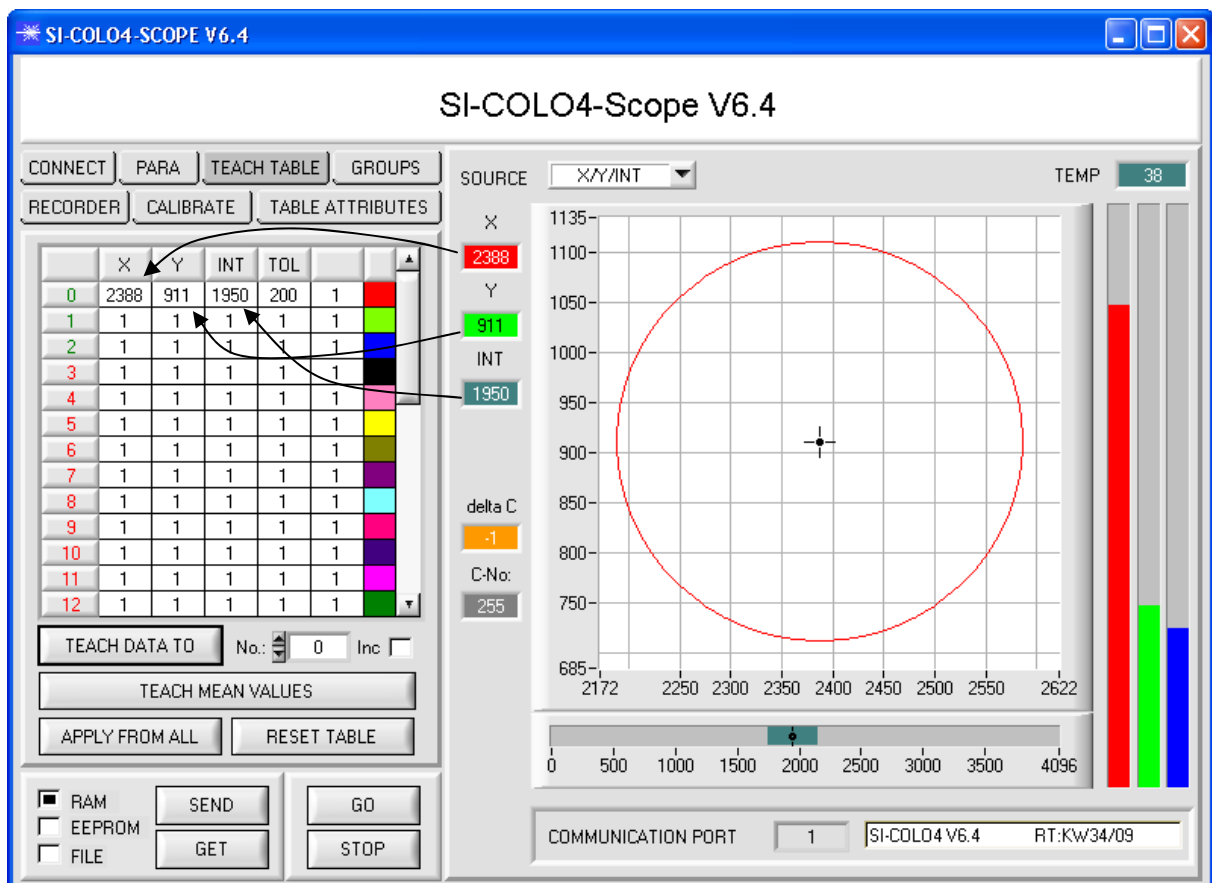 SI-COLO4-SCOPE V6.4
SI-COLO4-Scope V6.4
CONNECT PARA TEACH TABLE GROUPS
RECORDER CALIBRATE TABLE ATTRIBUTES
X Y INT TOL
0 2388 911 1950 200 1
1 1 1 1 1 1
2 1 1 1 1 1
3 1 1 1 1 1
4 1 1 1 1 1
5 1 1 1 1 1
6 1 1 1 1 1
7 1 1 1 1 1
8 1 1 1 1 1
9 1 1 1 1 1
10 1 1 1 1 1
11 1 1 1 1 1
12 1 1 1 1 1
TEACH DATA TO No.: 0 Inc
TEACH MEAN VALUES
APPLY FROM ALL RESET TABLE
RAM
EEPROM
FILE
SEND
GET
GO
STOP
SOURCE X/Y/INT TEMP 38
X
2388
Y
911
INT
1950
delta C
-1
C-No:
255
1135
1100
1050
1000
950
900
850
800
750
685
2172 2250 2300 2350 2400 2450 2500 2550 2622
0 500 1000 1500 2000 2500 3000 3500 4096
COMMUNICATION PORT 1 SI-COLO4 V6.4 RT:KW34/09